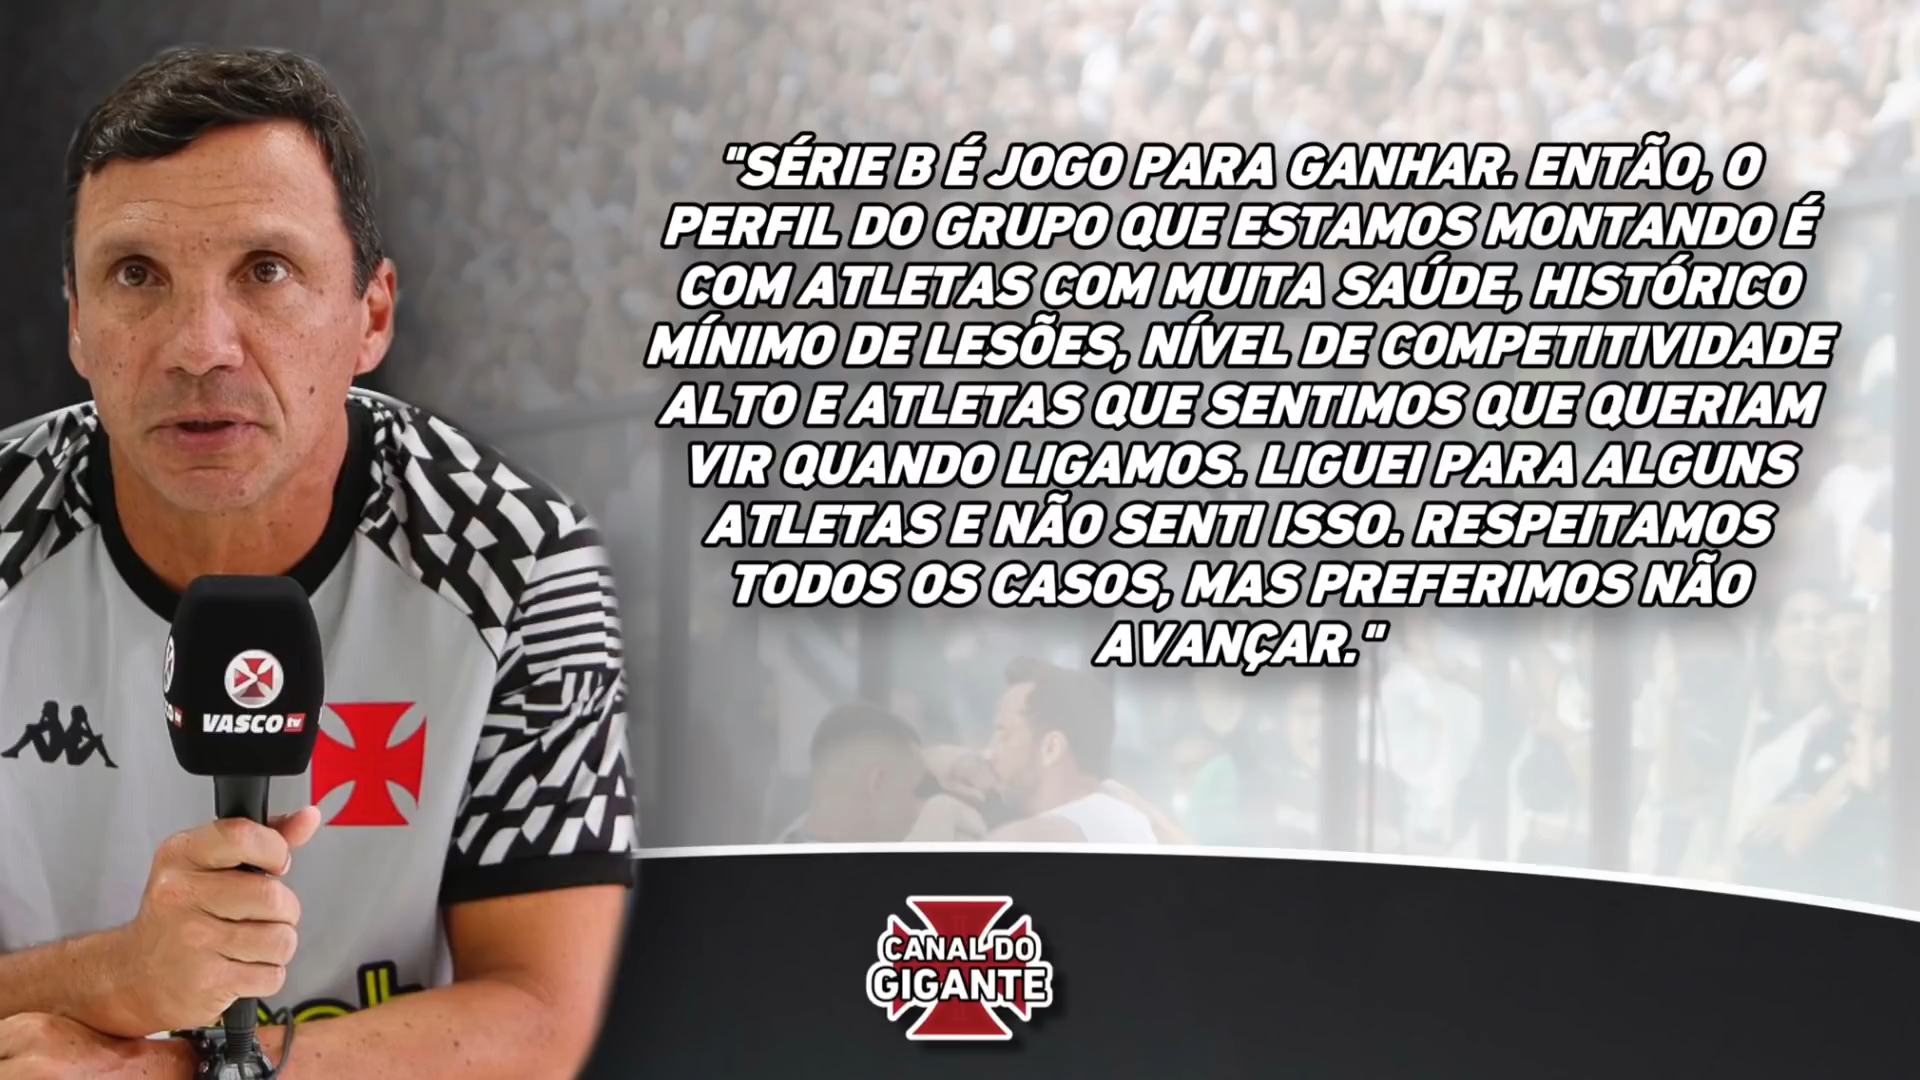 "SÉRIE B É JOGO PARA GANHAR. ENTÃO, O
PERFIL DO GRUPO QUE ESTAMOS MONTANDO É
COM ATLETAS COM MUITA SAÚDE, HISTÓRICO
MÍNIMO DE LESÕES, NÍVEL DE COMPETITIVIDADE
ALTO E ATLETAS QUE SENTIMOS QUE QUERIAM
VIR QUANDO LIGAMOS. LIGUEI PARA ALGUNS
ATLETAS E NÃO SENTI ISSO. RESPEITAMOS
TODOS OS CASOS, MAS PREFERIMOS NÃO
AVANÇAR."
VASCO tv
CANAL DO
GIGANTE